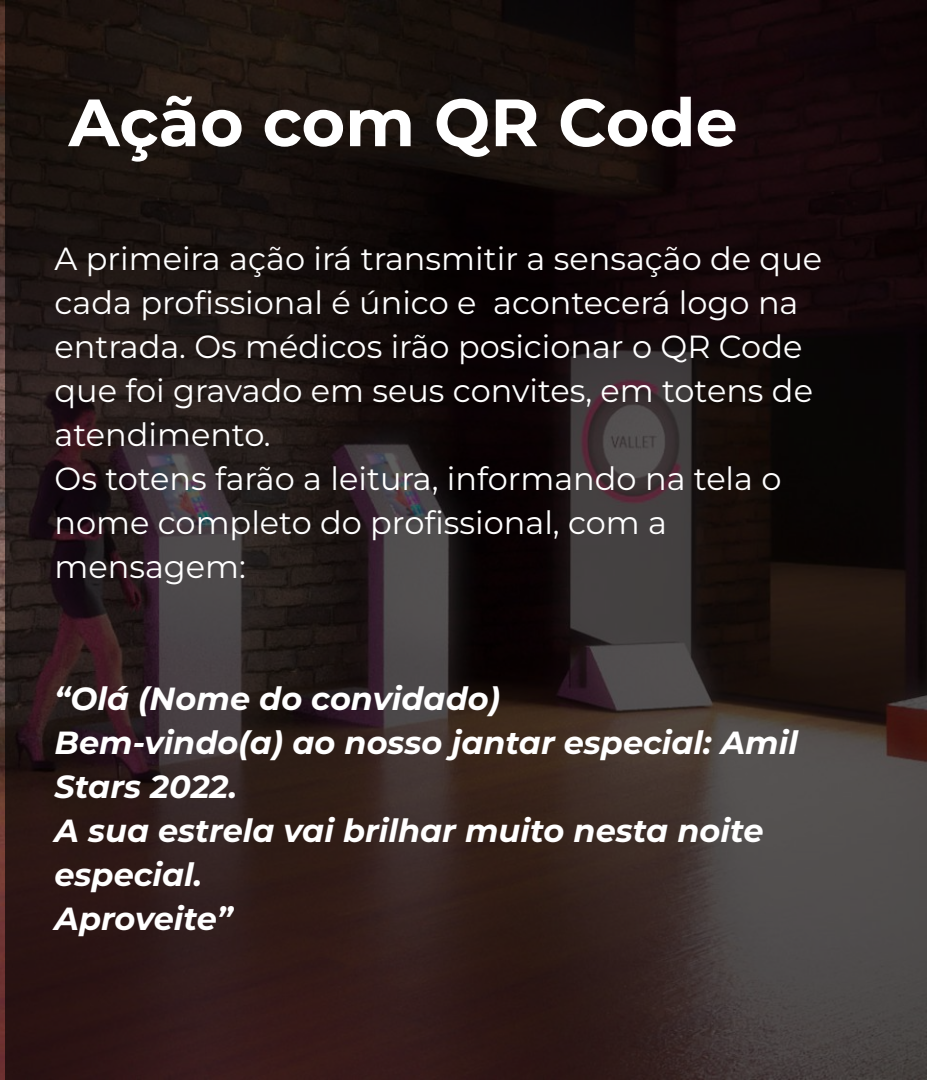 Ação com QR Code
A primeira ação irá transmitir a sensação de que
cada profissional é único e  acontecerá logo na
entrada. Os médicos irão posicionar o QR Code
que foi gravado em seus convites, em totens de
atendimento.
VALLET
Os totens farão a leitura, informando na tela o
nome completo do profissional, com a
mensagem:
“Olá (Nome do convidado)
Bem-vindo(a) ao nosso jantar especial: Amil
Stars 2022.
A sua estrela vai brilhar muito nesta noite
especial.
Aproveite”